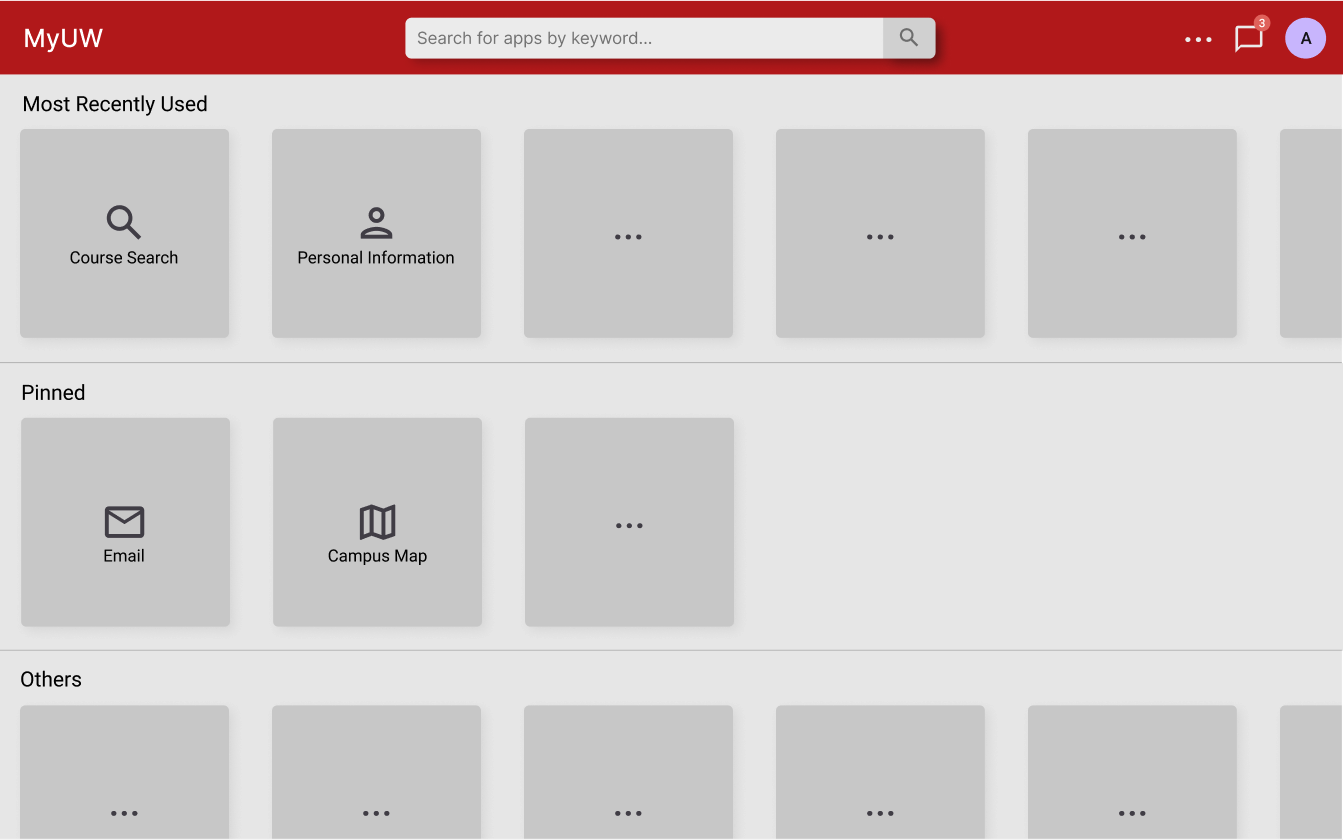 MyUW
Search for apps by keyword...
3
A
Most Recently Used
Course Search
Personal Information
Pinned
Email
Campus Map
Others